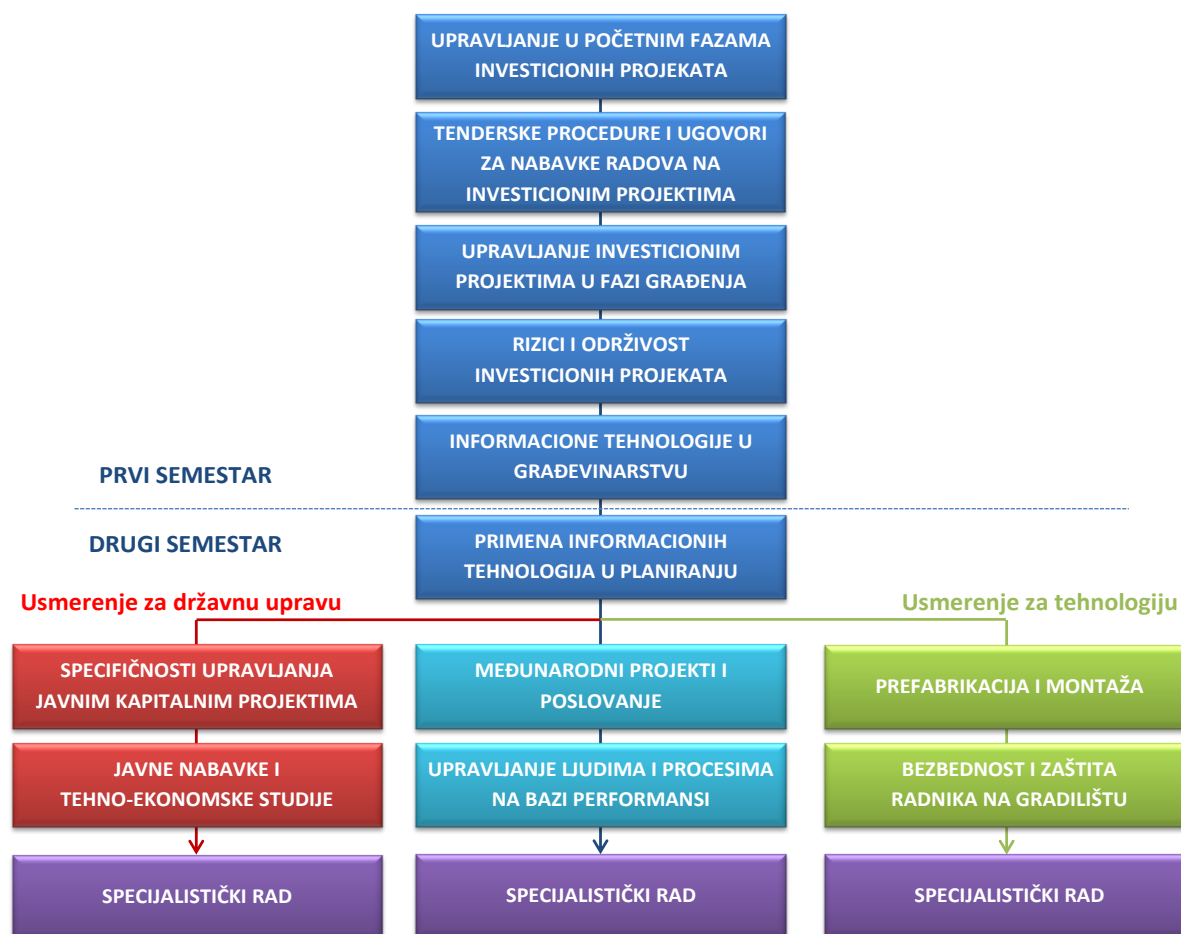 UPRAVLJANJE U POČETNIM FAZAMA
INVESTICIONIH PROJEKATA
TENDERSKE PROCEDURE I UGOVORI
ZA NABAVKE RADOVA NA
INVESTICIONIM PROJEKTIMA
UPRAVLJANJE INVESTICIONIM
PROJEKTIMA U FAZI GRAĐENJA
RIZICI I ODRŽIVOST
INVESTICIONIH PROJEKATA
INFORMACIONE TEHNOLOGIJE U
GRAĐEVINARSTVU
PRVI SEMESTAR
DRUGI SEMESTAR
PRIMENA INFORMACIONIH
TEHNOLOGIJA U PLANIRANJU
Usmerenje za državnu upravu
Usmerenje za tehnologiju
SPECIFIČNOSTI UPRAVLJANJA
JAVNIM KAPITALNIM PROJEKTIMA
MEĐUNARODNI PROJEKTI I
POSLOVANJE
PREFABRIKACIJA I MONTAŽA
JAVNE NABAVKE I
TEHNO-EKONOMSKE STUDIJE
UPRAVLJANJE LJUDIMA I PROCESIMA
NA BAZI PERFORMANSI
BEZBEDNOST I ZAŠTITA
RADNIKA NA GRADILIŠTU
SPECIJALISTIČKI RAD
SPECIJALISTIČKI RAD
SPECIJALISTIČKI RAD